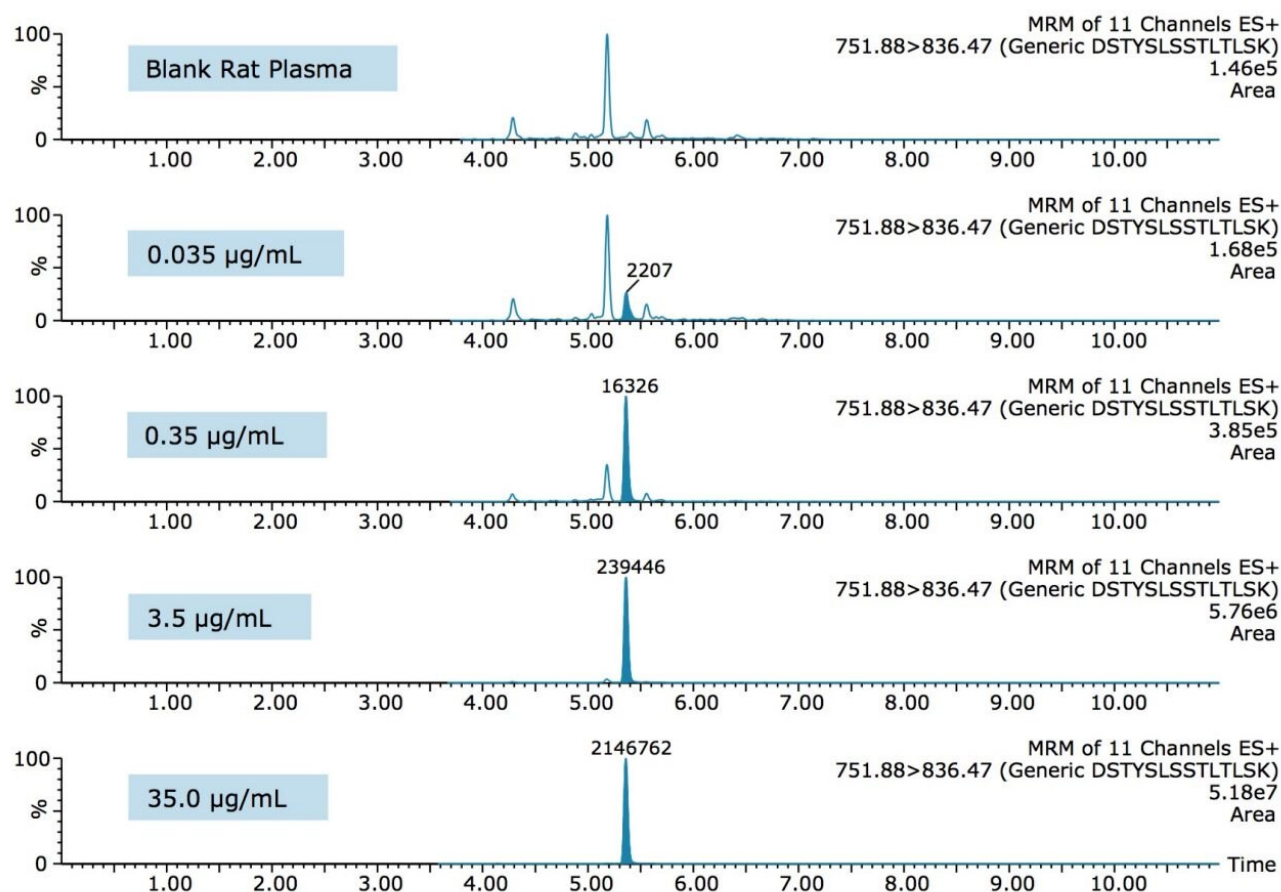 MRM of 11 Channels ES+
751.88>836.47 (Generic DSTYSLSSTLTLSK)
1.46e5
Area
100
%
0
Blank Rat Plasma
1.00 2.00 3.00 4.00 5.00 6.00 7.00 8.00 9.00 10.00
MRM of 11 Channels ES+
751.88>836.47 (Generic DSTYSLSSTLTLSK)
1.68e5
Area
100
%
0
0.035 µg/mL
2207
1.00 2.00 3.00 4.00 5.00 6.00 7.00 8.00 9.00 10.00
MRM of 11 Channels ES+
751.88>836.47 (Generic DSTYSLSSTLTLSK)
3.85e5
Area
100
%
0
0.35 µg/mL
16326
1.00 2.00 3.00 4.00 5.00 6.00 7.00 8.00 9.00 10.00
MRM of 11 Channels ES+
751.88>836.47 (Generic DSTYSLSSTLTLSK)
5.76e6
Area
100
%
0
3.5 µg/mL
239446
1.00 2.00 3.00 4.00 5.00 6.00 7.00 8.00 9.00 10.00
MRM of 11 Channels ES+
751.88>836.47 (Generic DSTYSLSSTLTLSK)
5.18e7
Area
100
%
0
35.0 µg/mL
2146762
Time
1.00 2.00 3.00 4.00 5.00 6.00 7.00 8.00 9.00 10.00